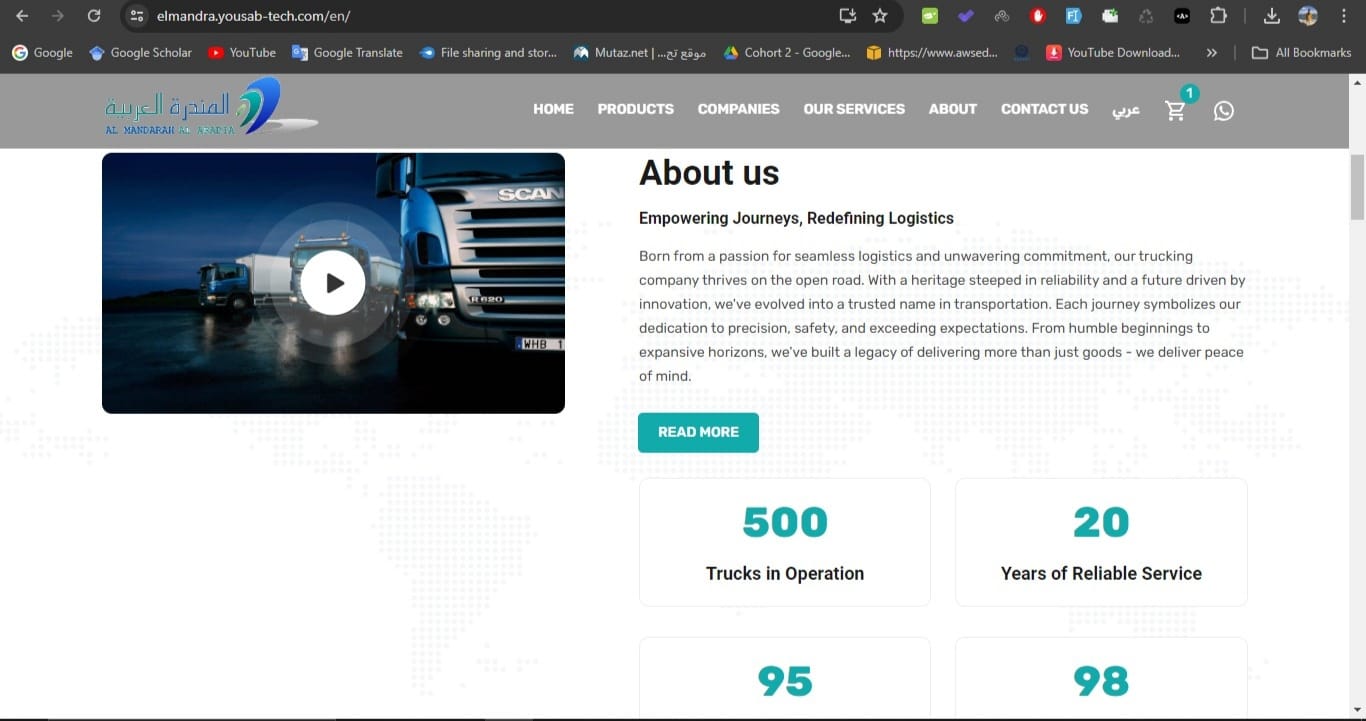 elmandra.yousab-tech.com/en/
Google
Google Scholar
YouTube
Google Translate
File sharing and stor...
Mutaz.net | موقع تج...
Cohort 2 - Google...
https://www.awsed...
YouTube Download...
»
All Bookmarks
المندرة العربية
AL MANDARAH AL ARABIA
HOME
PRODUCTS
COMPANIES
OUR SERVICES
ABOUT
CONTACT US
عربي
1
SCAN
R 620
WHB 1
About us
Empowering Journeys, Redefining Logistics
Born from a passion for seamless logistics and unwavering commitment, our trucking
company thrives on the open road. With a heritage steeped in reliability and a future driven by
innovation, we've evolved into a trusted name in transportation. Each journey symbolizes our
dedication to precision, safety, and exceeding expectations. From humble beginnings to
expansive horizons, we've built a legacy of delivering more than just goods - we deliver peace
of mind.
READ MORE
500
Trucks in Operation
20
Years of Reliable Service
95
98